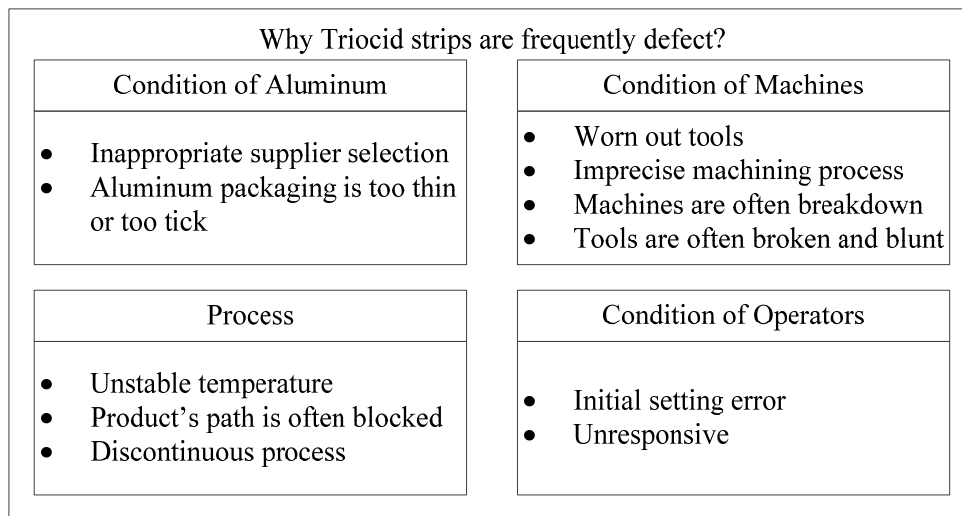 Why Triocid strips are frequently defect?
Condition of Aluminum
● Inappropriate supplier selection
● Aluminum packaging is too thin
or too tick
Condition of Machines
● Worn out tools
● Imprecise machining process
● Machines are often breakdown
● Tools are often broken and blunt
Process
● Unstable temperature
● Product’s path is often blocked
● Discontinuous process
Condition of Operators
● Initial setting error
● Unresponsive